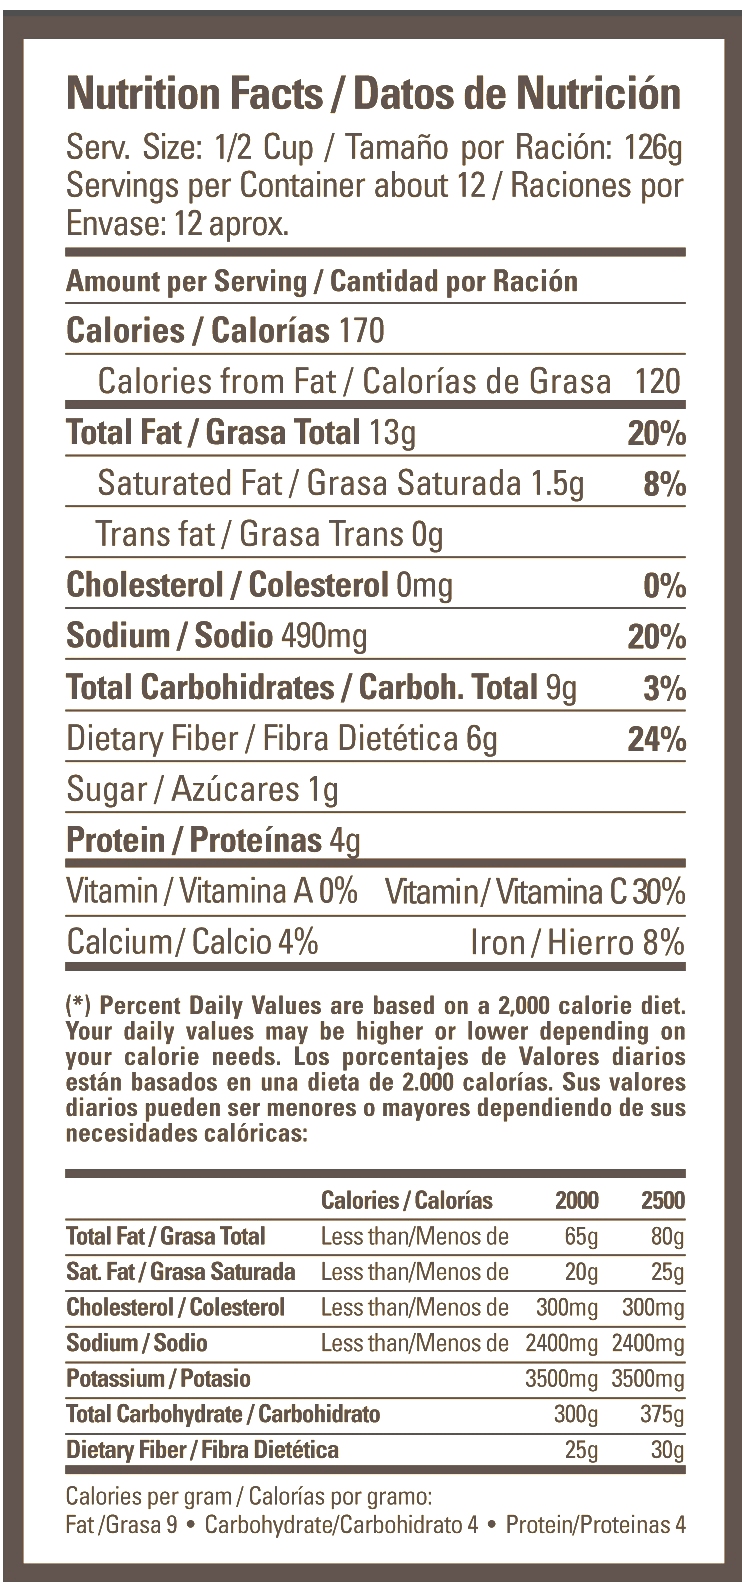 Nutrition Facts / Datos de Nutrición
Serv. Size: 1/2 Cup / Tamaño por Ración: 126g
Servings per Container about 12 / Raciones por
Envase: 12 aprox.
Amount per Serving / Cantidad por Ración
Calories / Calorías 170
Calories from Fat / Calorías de Grasa 120
Total Fat / Grasa Total 13g 20%
Saturated Fat / Grasa Saturada 1.5g 8%
Trans fat / Grasa Trans 0g
Cholesterol / Colesterol 0mg 0%
Sodium / Sodio 490mg 20%
Total Carbohidrates / Carboh. Total 9g 3%
Dietary Fiber / Fibra Dietética 6g 24%
Sugar / Azúcares 1g
Protein / Proteínas 4g
Vitamin / Vitamina A 0% Vitamin/ Vitamina C 30%
Calcium/ Calcio 4% Iron / Hierro 8%
(*) Percent Daily Values are based on a 2,000 calorie diet.
Your daily values may be higher or lower depending on
your calorie needs. Los porcentajes de Valores diarios
están basados en una dieta de 2.000 calorías. Sus valores
diarios pueden ser menores o mayores dependiendo de sus
necesidades calóricas:
Calories / Calorías 2000 2500
Total Fat / Grasa Total Less than/Menos de 65g 80g
Sat. Fat / Grasa Saturada Less than/Menos de 20g 25g
Cholesterol / Colesterol Less than/Menos de 300mg 300mg
Sodium / Sodio Less than/Menos de 2400mg 2400mg
Potassium / Potasio 3500mg 3500mg
Total Carbohydrate / Carbohidrato 300g 375g
Dietary Fiber / Fibra Dietética 25g 30g
Calories per gram / Calorías por gramo:
Fat /Grasa 9 • Carbohydrate/Carbohidrato 4 • Protein/Proteinas 4